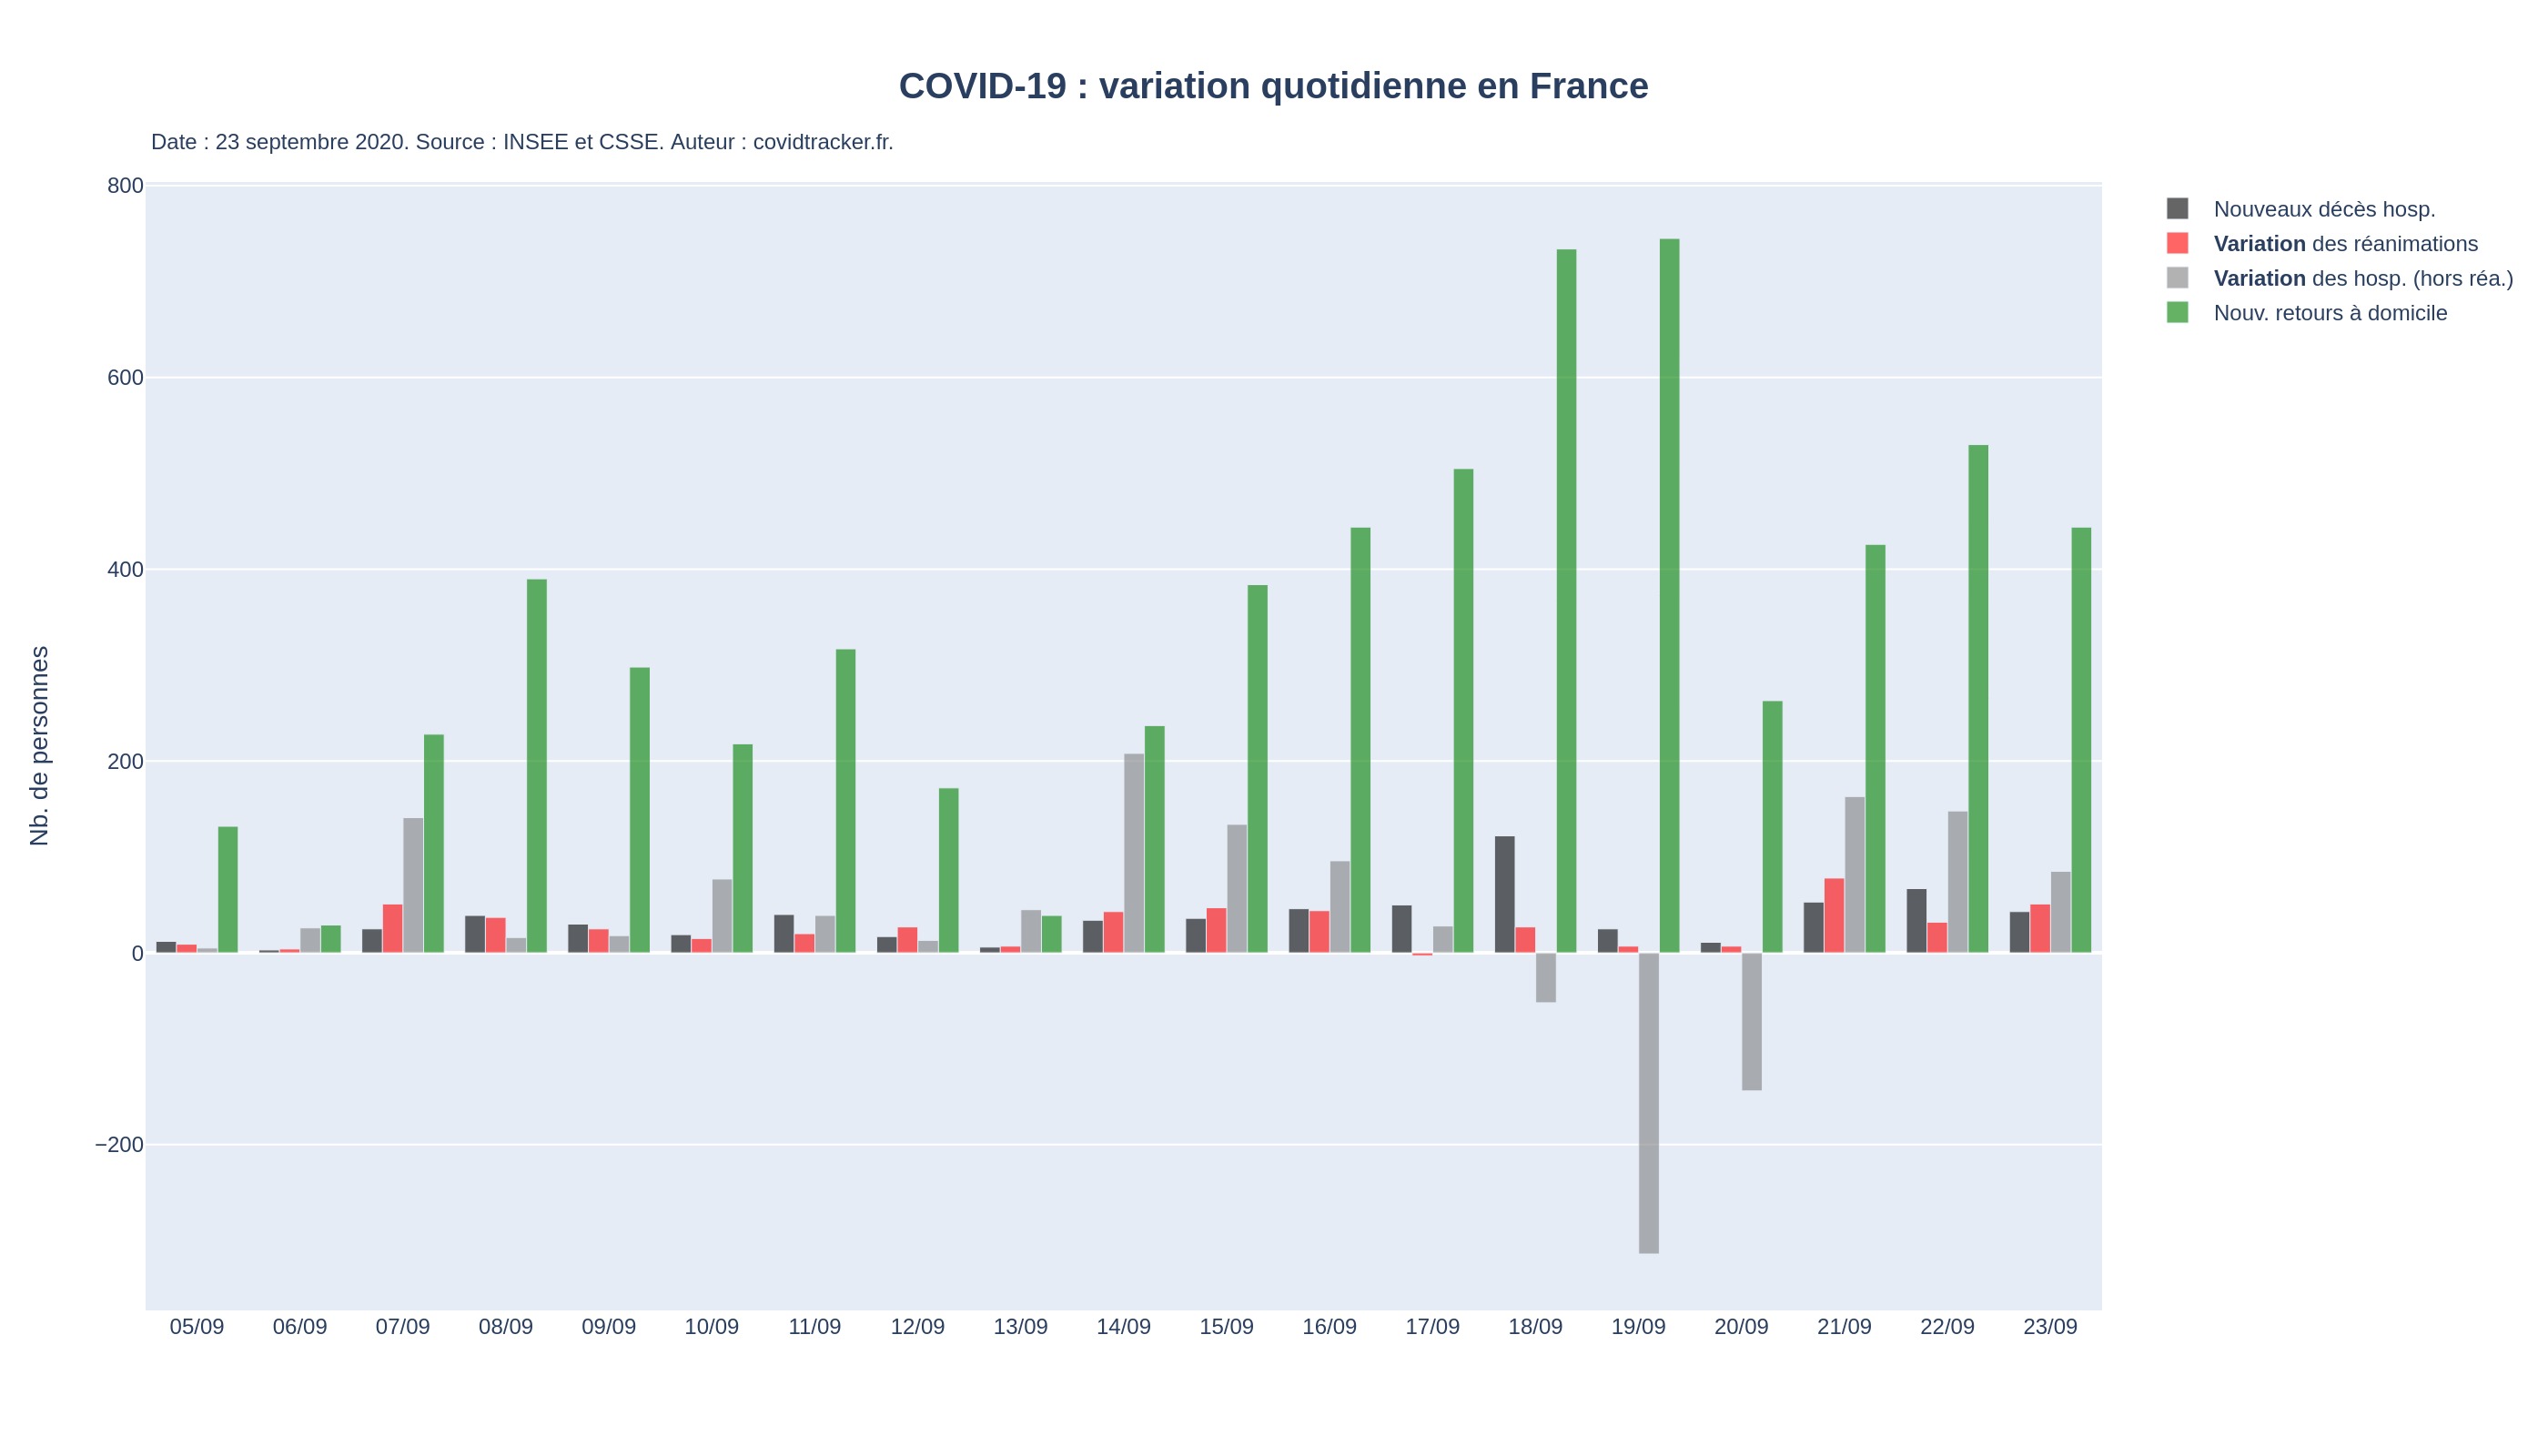 COVID-19 : variation quotidienne en France
Date : 23 septembre 2020. Source : INSEE et CSSE. Auteur : covidtracker.fr.
800
600
400
200
0
−200
Nb. de personnes
05/09 06/09 07/09 08/09 09/09 10/09 11/09 12/09 13/09 14/09 15/09 16/09 17/09 18/09 19/09 20/09 21/09 22/09 23/09
Nouveaux décès hosp.
Variation des réanimations
Variation des hosp. (hors réa.)
Nouv. retours à domicile